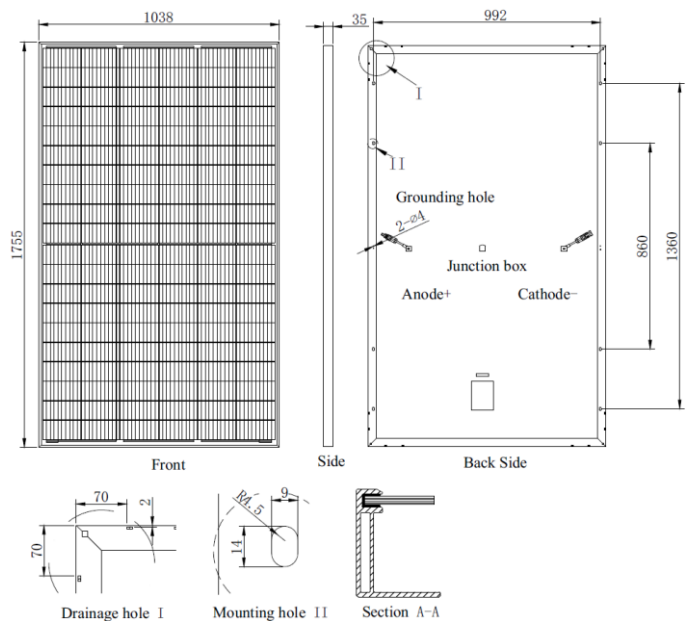 1038
35
992
1755
I
II
Grounding hole
2-ø4
Junction box
Anode+
Cathode-
860
1360
Front
Side
Back Side
70
2
70
R4.5
9
14
Drainage hole I
Mounting hole II
Section A-A